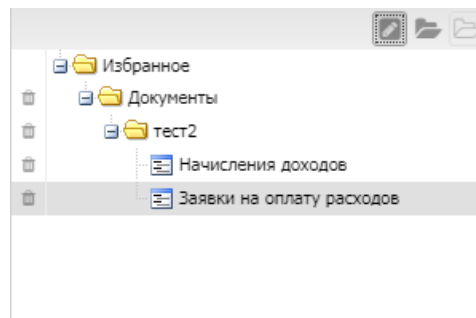 Избранное
Документы
тест2
Начисления доходов
Заявки на оплату расходов